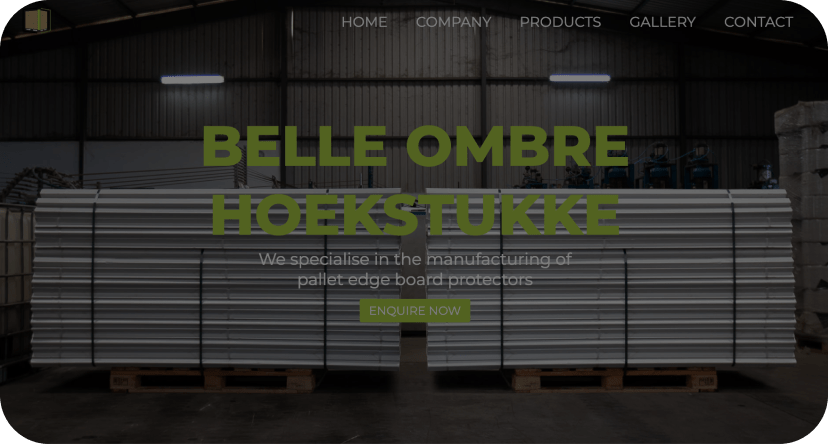 HOME COMPANY PRODUCTS GALLERY CONTACT
BELLE OMBRE
HOEKSTUKKE
We specialise in the manufacturing of
pallet edge board protectors
ENQUIRE NOW